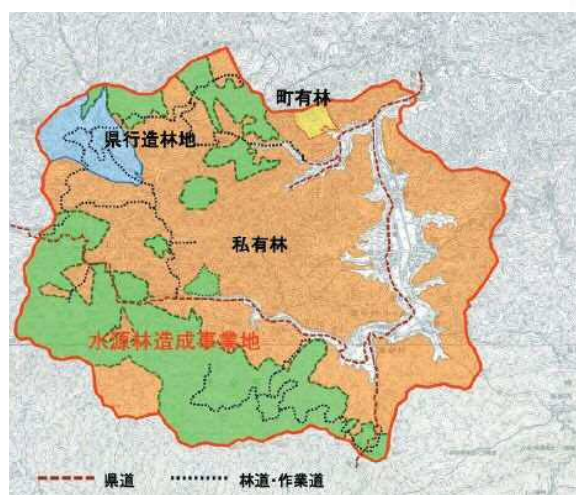 町有林
県行造林地
私有林
水源林造成事業地
県道
林道・作業道